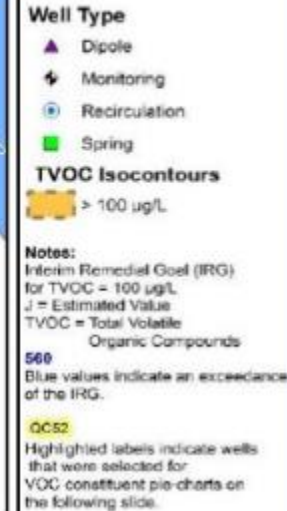 Well Type
Dipole
Monitoring
Recirculation
Spring
TVOC Isocontours
> 100 µg/L
Notes:
Interim Remedial Goal (IRG)
for TVOC = 100 µg/L
J = Estimated Value
TVOC = Total Volatile
Organic Compounds
560
Blue values indicate an exceedance
of the IRG.
OC52
Highlighted labels indicate wells
that were selected for
VOC constituent pie-charts on
the following slide.